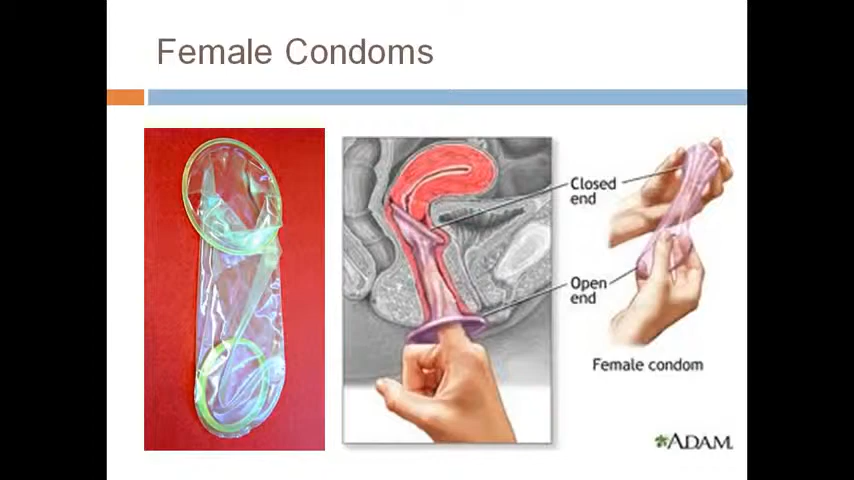 Female Condoms
Closed
end
Open
end
Female condom
ADAM.